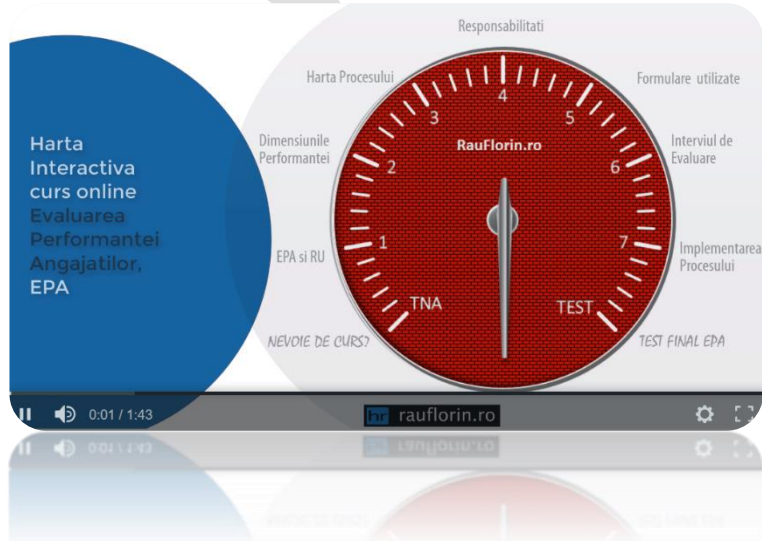 Harta
Interactiva
curs online
Evaluarea
Performantei
Angajatilor,
EPA
Responsabilitati
Harta Procesului
Formulare utilizate
Dimensiunile
Performantei
Interviul de
Evaluare
EPA si RU
Implementarea
Procesului
NEVOIE DE CURS?
TEST FINAL EPA
RauFlorin.ro
TNA
1
2
3
4
5
6
7
TEST
0:01 / 1:43
hr rauflorin.ro